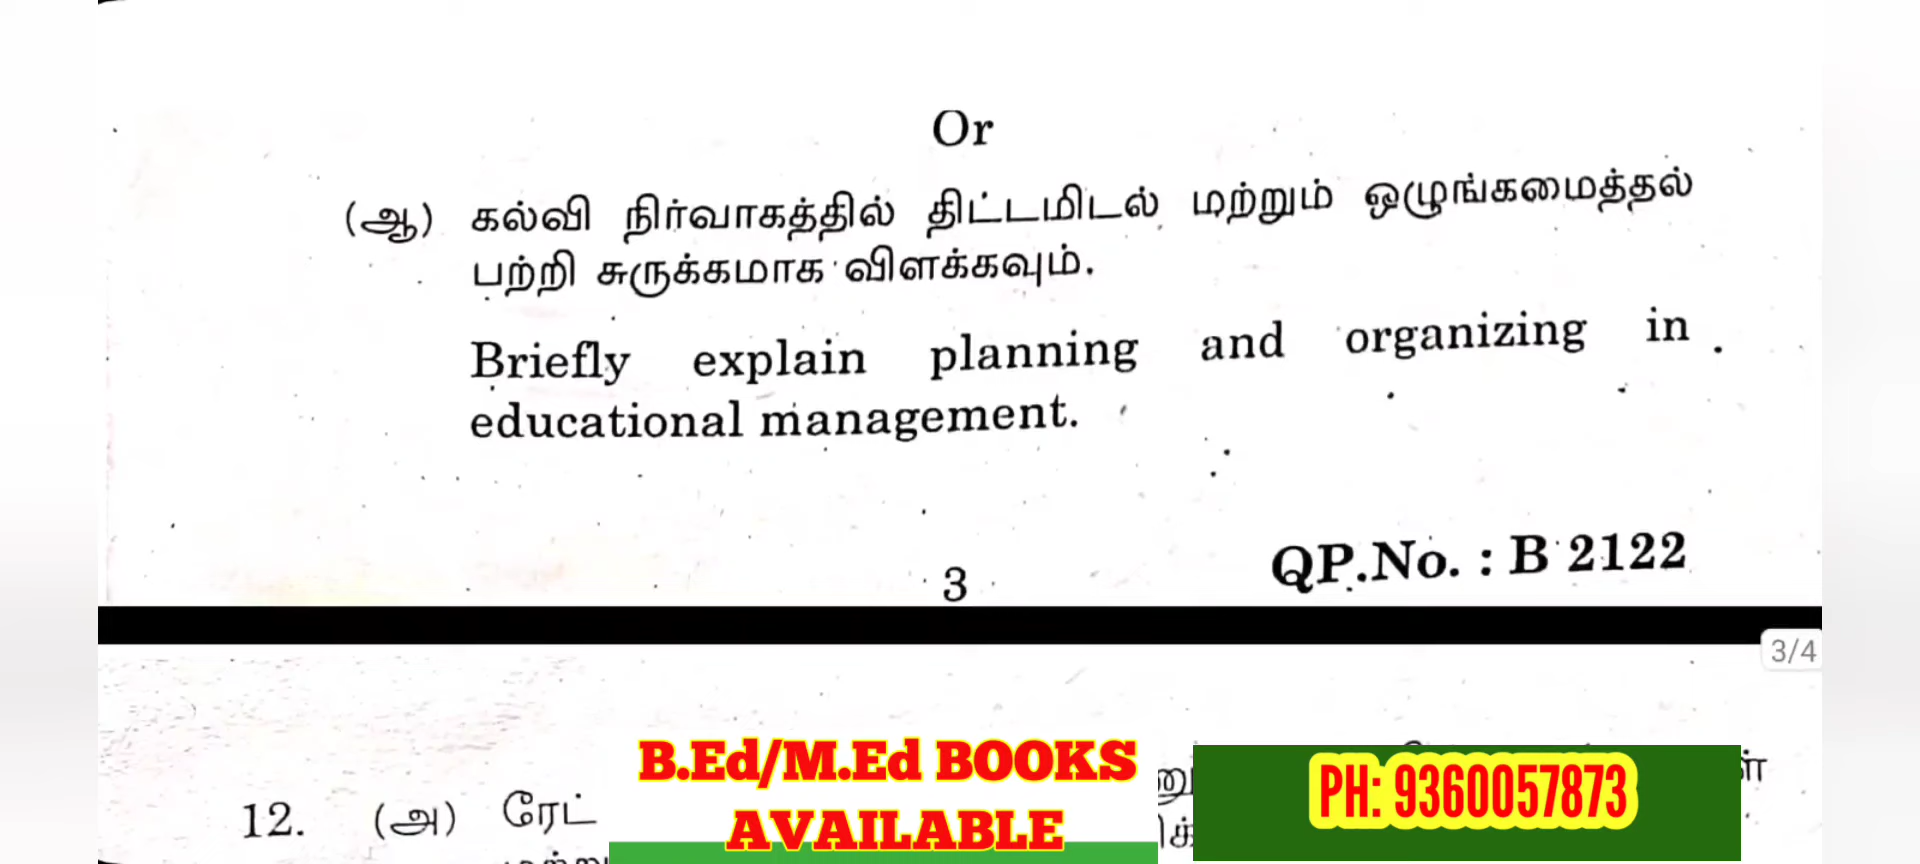 Or
(ஆ) கல்வி நிர்வாகத்தில் திட்டமிடல் மற்றும் ஒழுங்கமைத்தல்
பற்றி சுருக்கமாக விளக்கவும்.
Briefly explain planning and organizing in
educational management.
3
QP.No. : B 2122
3/4
12. (அ) ரேட்
B.Ed/M.Ed BOOKS
AVAILABLE
PH: 9360057873